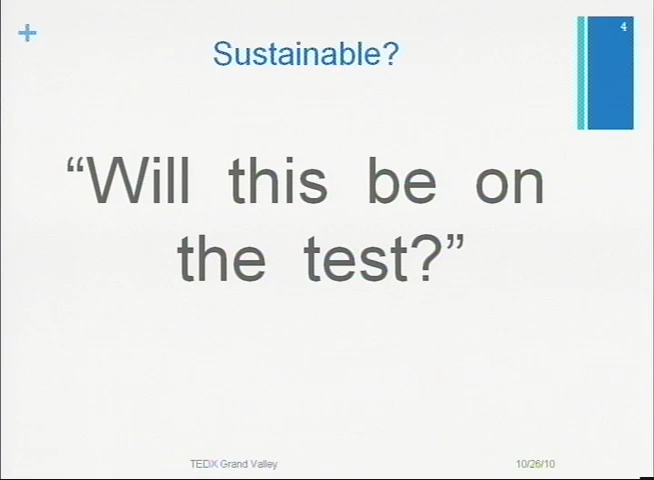 +
4
Sustainable?
“Will this be on
the test?”
TEDX Grand Valley
10/26/10